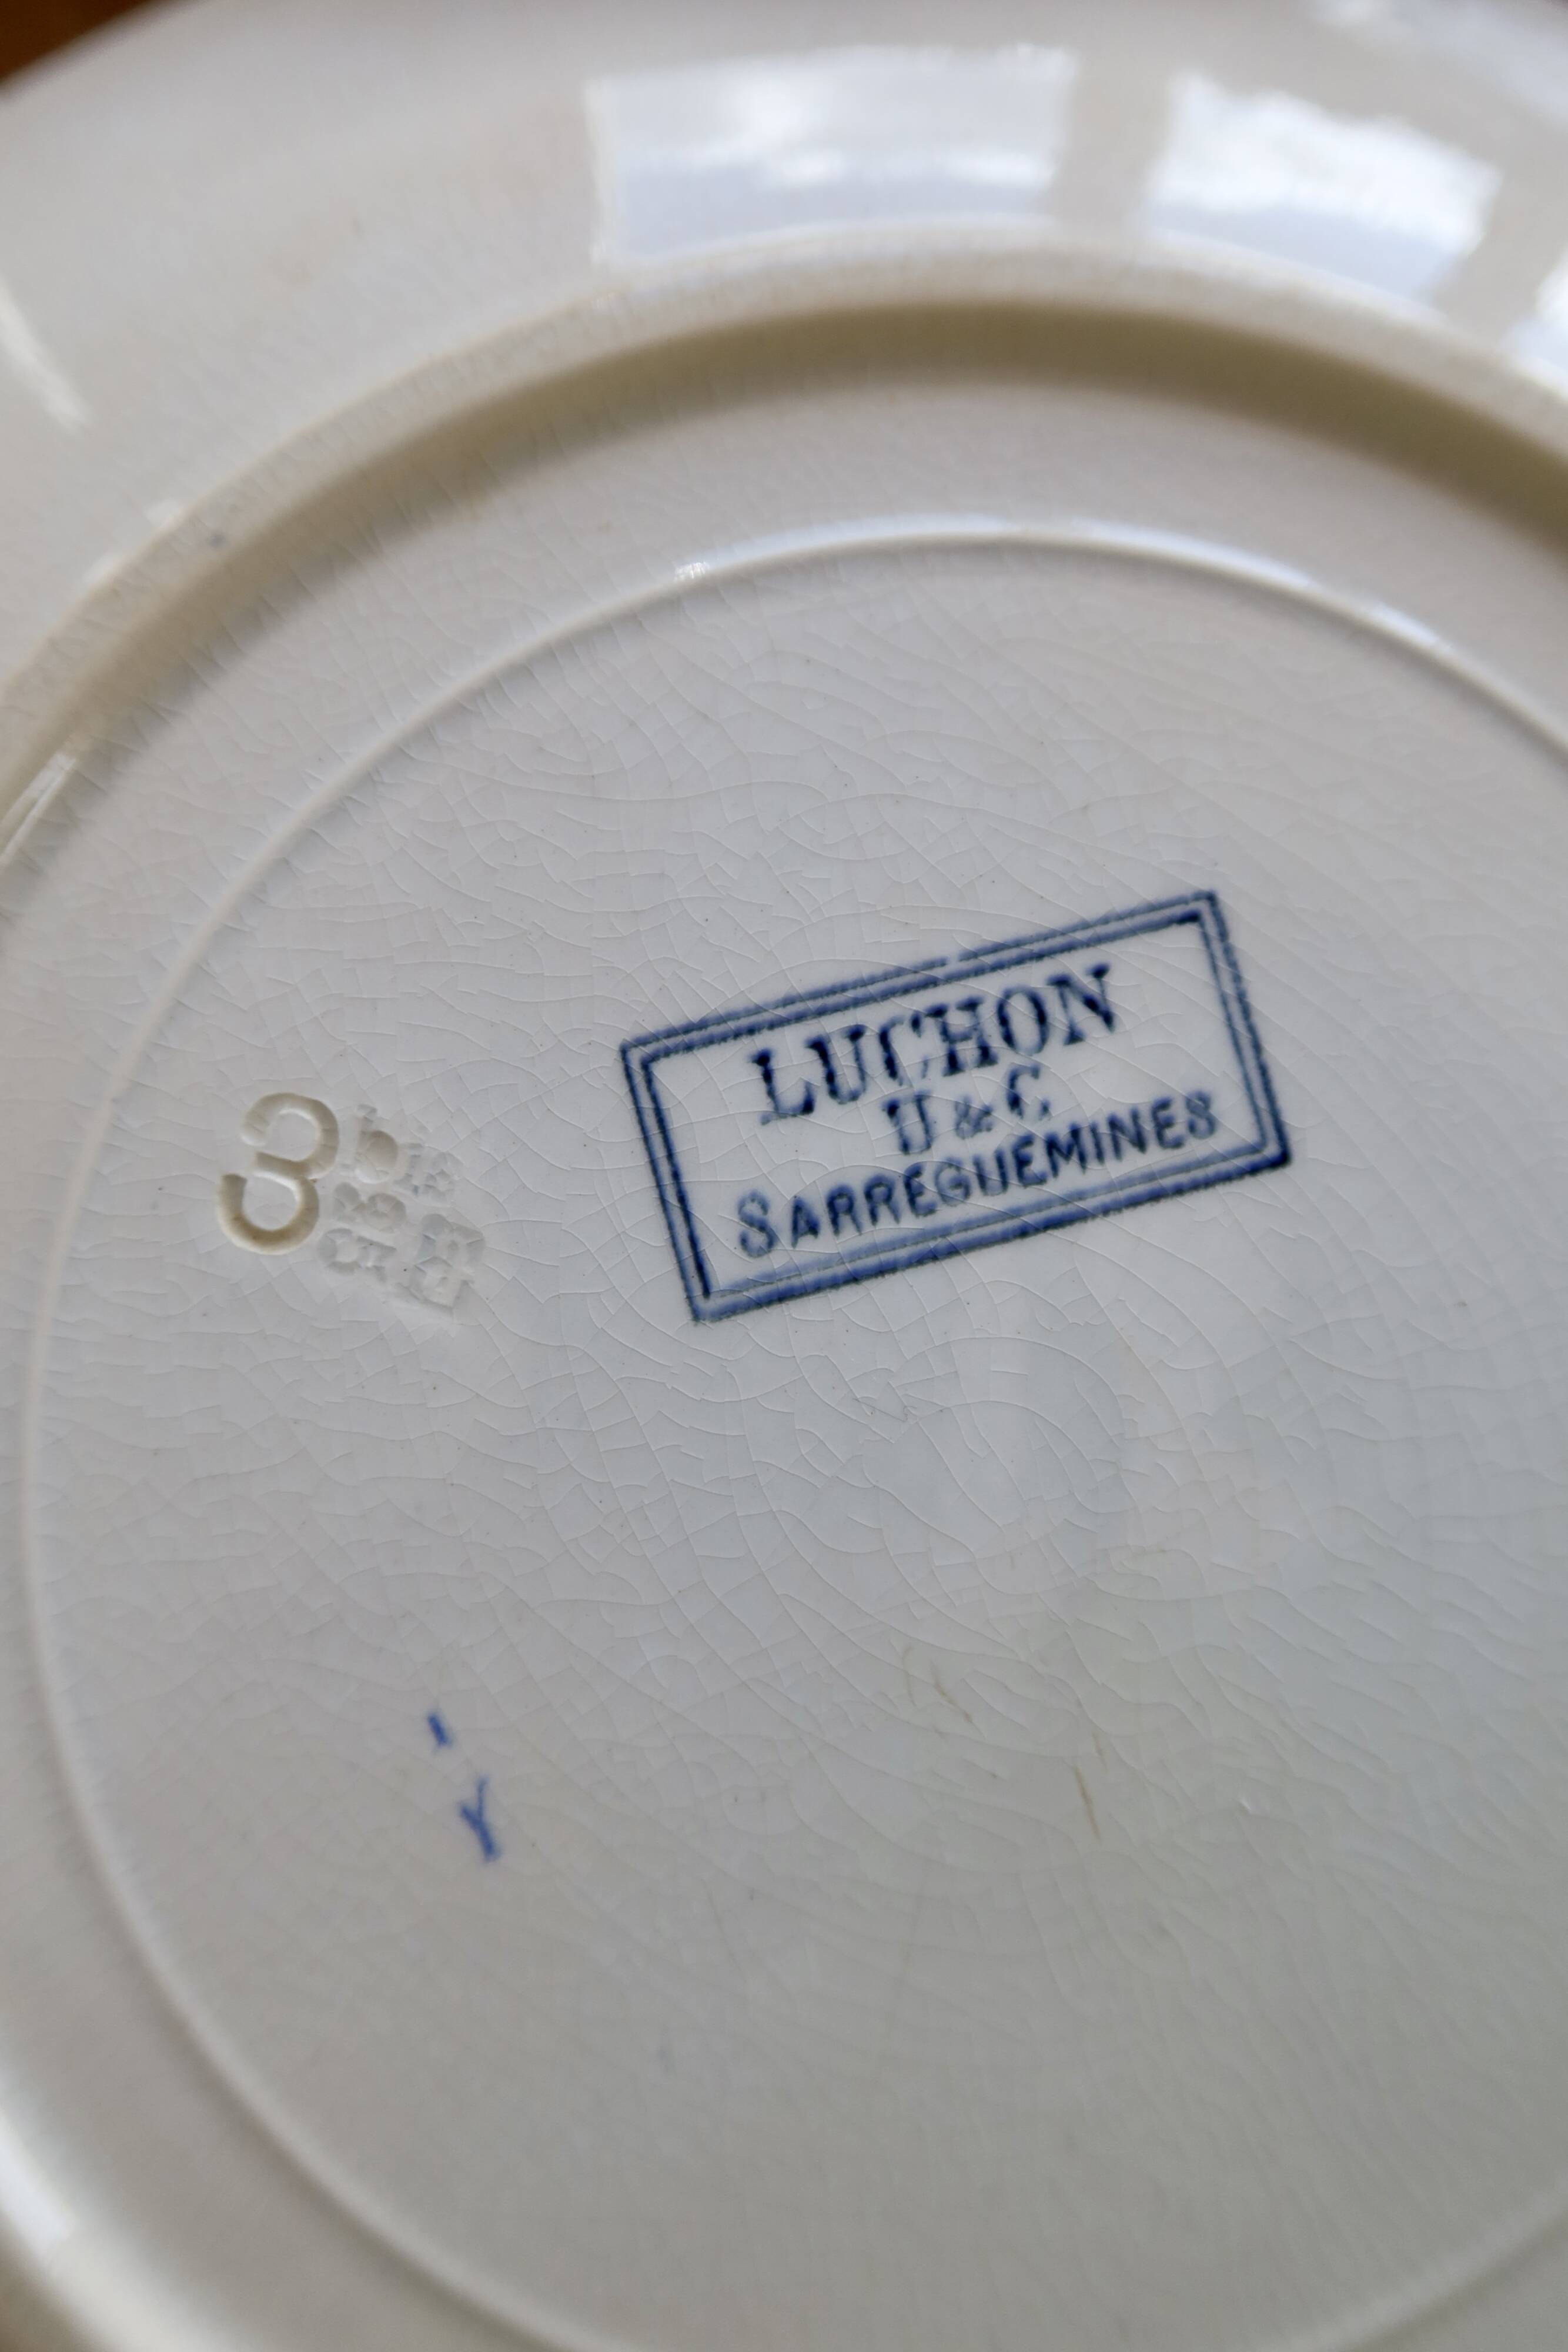 LUCHON
U & C
SARREGUEMINES
3
Y